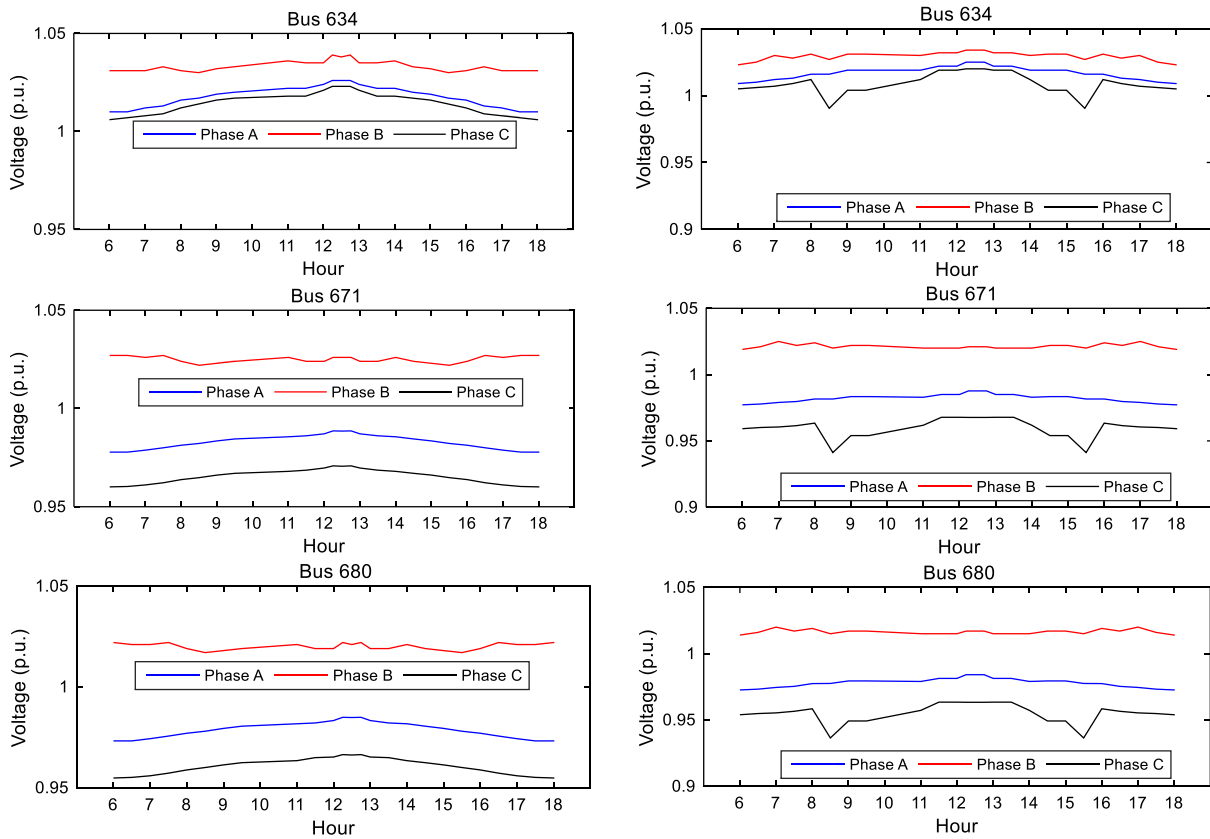 Bus 634
1.05
1
0.95
Voltage (p.u.)
Phase A Phase B Phase C
6 7 8 9 10 11 12 13 14 15 16 17 18
Hour
Bus 634
1.05
1
0.95
0.9
Voltage (p.u.)
Phase A Phase B Phase C
6 7 8 9 10 11 12 13 14 15 16 17 18
Hour
Bus 671
1.05
1
0.95
Voltage (p.u.)
Phase A Phase B Phase C
6 7 8 9 10 11 12 13 14 15 16 17 18
Hour
Bus 671
1.05
1
0.95
0.9
Voltage (p.u.)
Phase A Phase B Phase C
6 7 8 9 10 11 12 13 14 15 16 17 18
Hour
Bus 680
1.05
1
0.95
Voltage (p.u.)
Phase A Phase B Phase C
6 7 8 9 10 11 12 13 14 15 16 17 18
Hour
Bus 680
1.05
1
0.95
0.9
Voltage (p.u.)
Phase A Phase B Phase C
6 7 8 9 10 11 12 13 14 15 16 17 18
Hour